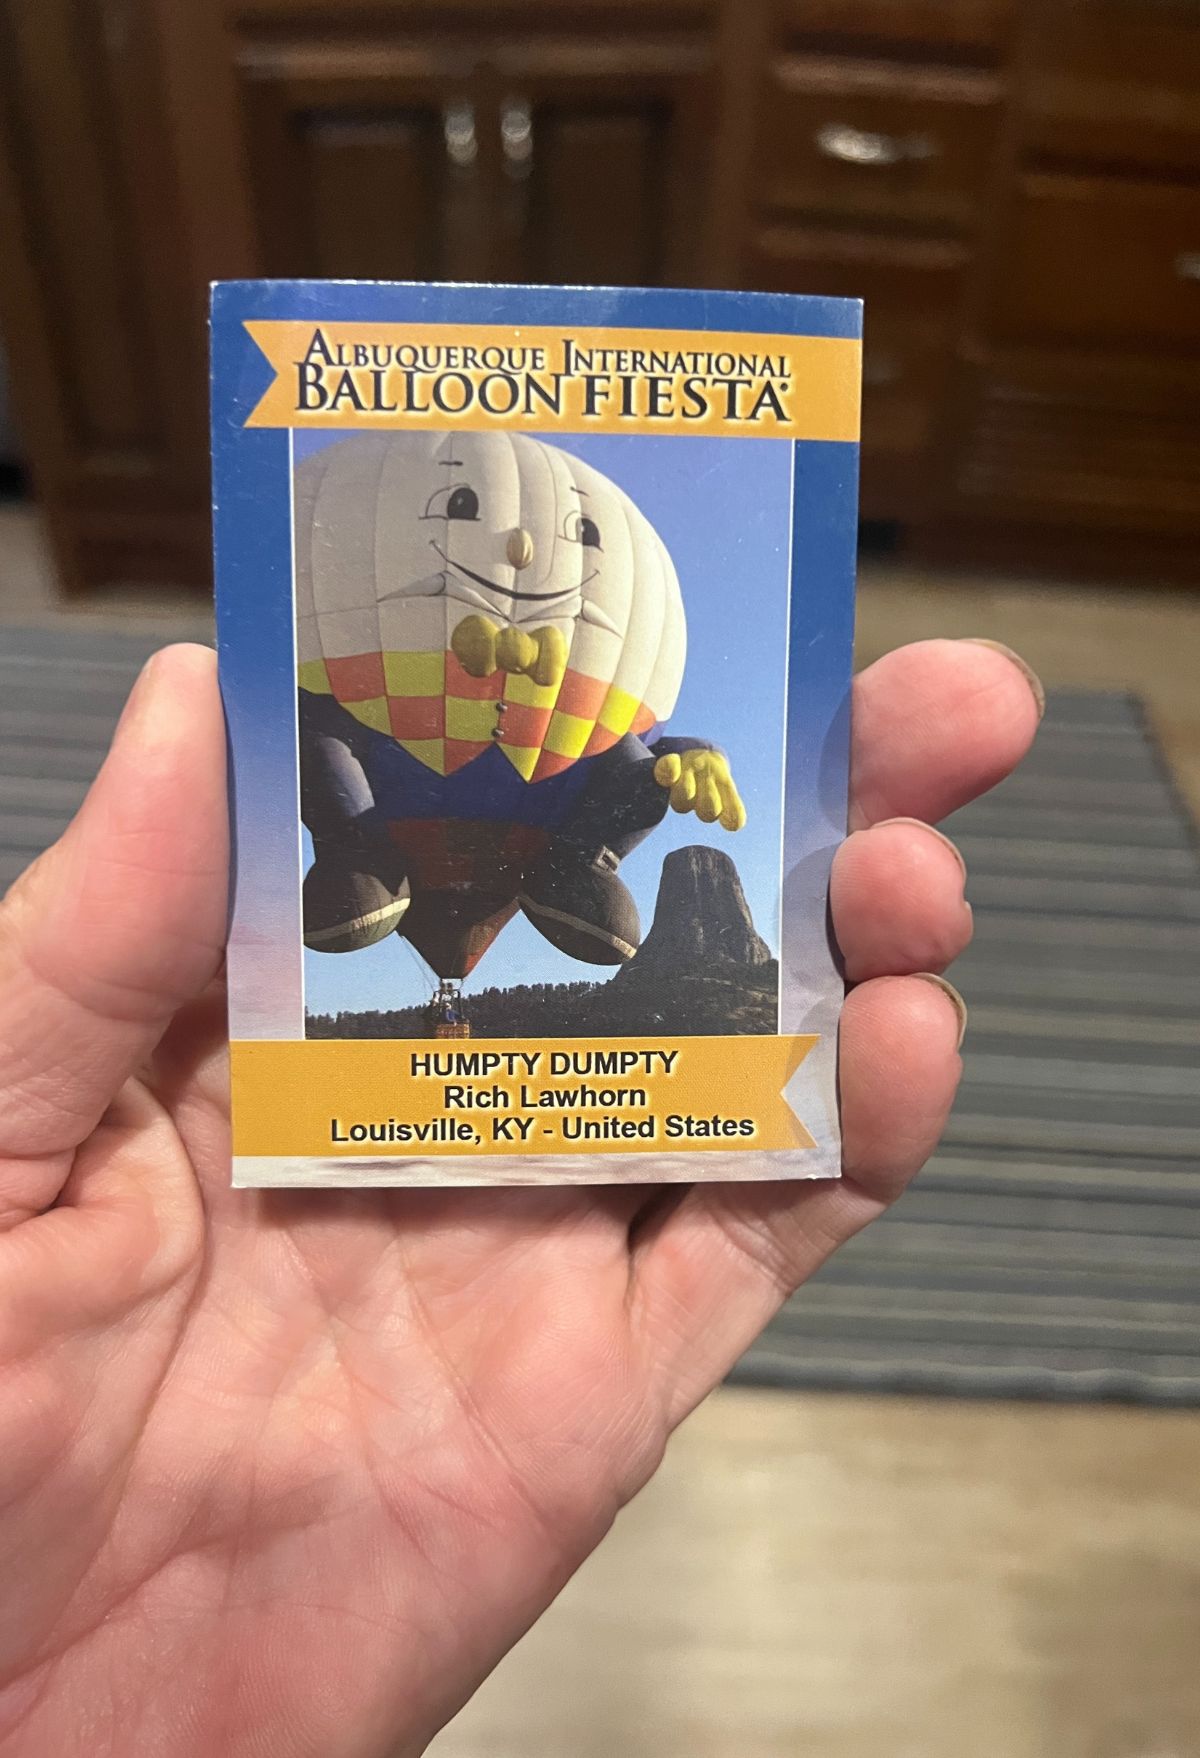 ALBUQUERQUE INTERNATIONAL
BALLOON FIESTA®
HUMPTY DUMPTY
Rich Lawhorn
Louisville, KY - United States